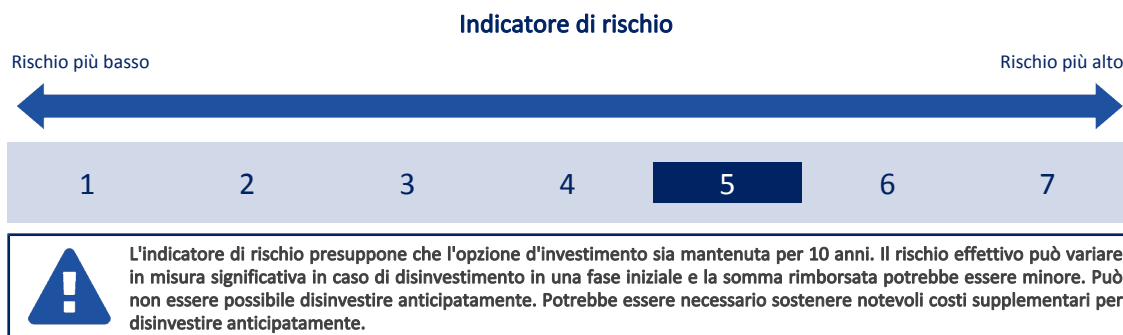 Indicatore di rischio
Rischio più basso
Rischio più alto
1 2 3 4 5 6 7
L'indicatore di rischio presuppone che l'opzione d'investimento sia mantenuta per 10 anni. Il rischio effettivo può variare
in misura significativa in caso di disinvestimento in una fase iniziale e la somma rimborsata potrebbe essere minore. Può
non essere possibile disinvestire anticipatamente. Potrebbe essere necessario sostenere notevoli costi supplementari per
disinvestire anticipatamente.